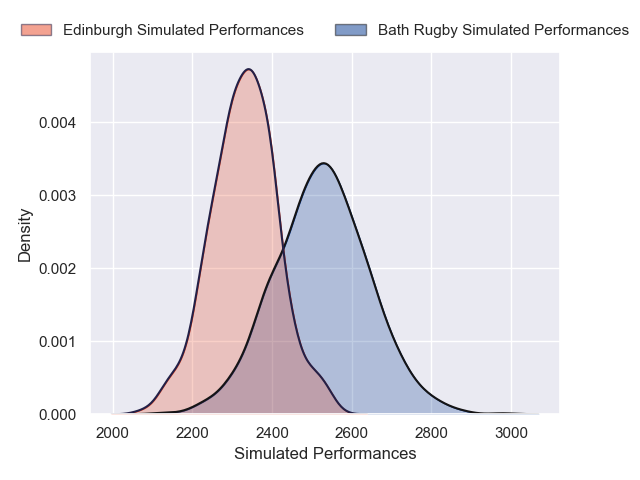 Edinburgh Simulated Performances Bath Rugby Simulated Performances
0.004
0.003
0.002
0.001
0.000
Density
2000 2200 2400 2600 2800 3000
Simulated Performances